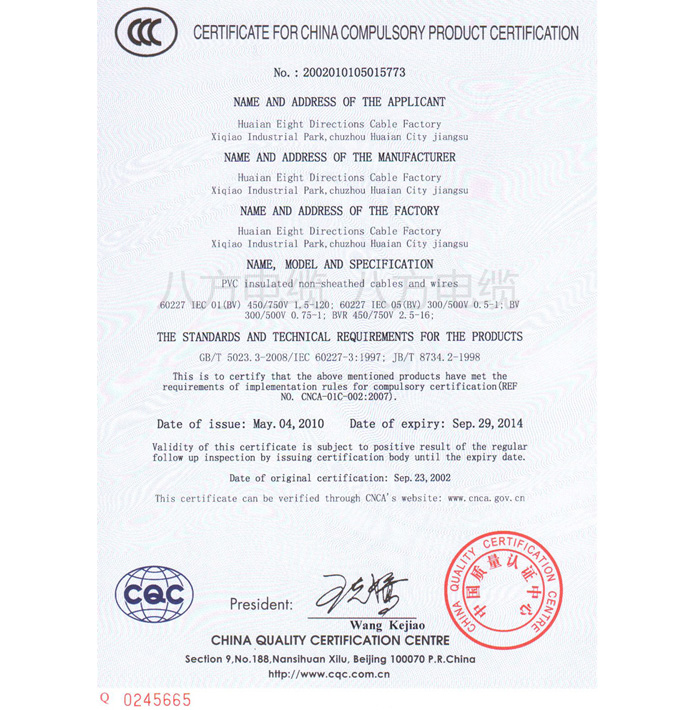 CCC
CERTIFICATE FOR CHINA COMPULSORY PRODUCT CERTIFICATION
No.: 2002010105015773
NAME AND ADDRESS OF THE APPLICANT
Huaian Eight Directions Cable Factory
Xiqiao Industrial Park,chuzhou Huaian City jiangsu
NAME AND ADDRESS OF THE MANUFACTURER
Huaian Eight Directions Cable Factory
Xiqiao Industrial Park,chuzhou Huaian City jiangsu
NAME AND ADDRESS OF THE FACTORY
Huaian Eight Directions Cable Factory
Xiqiao Industrial Park,chuzhou Huaian City jiangsu
NAME, MODEL AND SPECIFICATION
八方电缆 八方电缆
PVC insulated non-sheathed cables and wires
60227 IEC 01(BV) 450/750V 1.5-120; 60227 IEC 05(BV) 300/500V 0.5-1; BV
300/500V 0.75-1; BVR 450/750V 2.5-16;
THE STANDARDS AND TECHNICAL REQUIREMENTS FOR THE PRODUCTS
GB/T 5023.3-2008/IEC 60227-3:1997; JB/T 8734.2-1998
This is to certify that the above mentioned products have met the
requirements of implementation rules for compulsory certification(REF
NO. CNCA-01C-002:2007).
Date of issue: May.04,2010 Date of expiry: Sep.29,2014
Validity of this certificate is subject to positive result of the regular
follow up inspection by issuing certification body until the expiry date.
Date of original certification: Sep.23,2002
This certificate can be verified through CNCA's website: www.cnca.gov.cn
CQC
President:
Wang Kejiao
CHINA QUALITY CERTIFICATION CENTRE
中国质量认证中心
CHINA QUALITY CERTIFICATION CENTRE
Section 9,No.188,Nansihuan Xilu, Beijing 100070 P.R.China
http://www.cqc.com.cn
Q 0245665